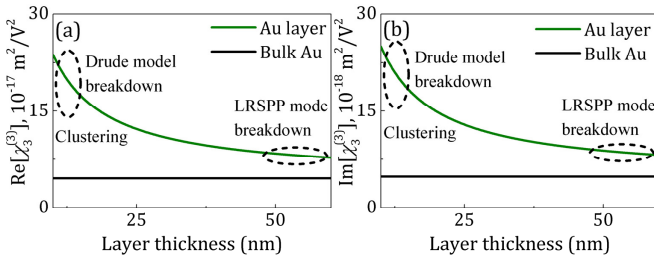 (a)
Au layer
Bulk Au
Drude model
breakdown
LRSPP mode
breakdown
Clustering
Re[χ₃⁽³⁾], 10⁻¹⁷ m²/V²
30
15
0
25
50
Layer thickness (nm)
(b)
Au layer
Bulk Au
Drude model
breakdown
LRSPP mode
breakdown
Clustering
Im[χ₃⁽³⁾], 10⁻¹⁸ m²/V²
30
15
0
25
50
Layer thickness (nm)